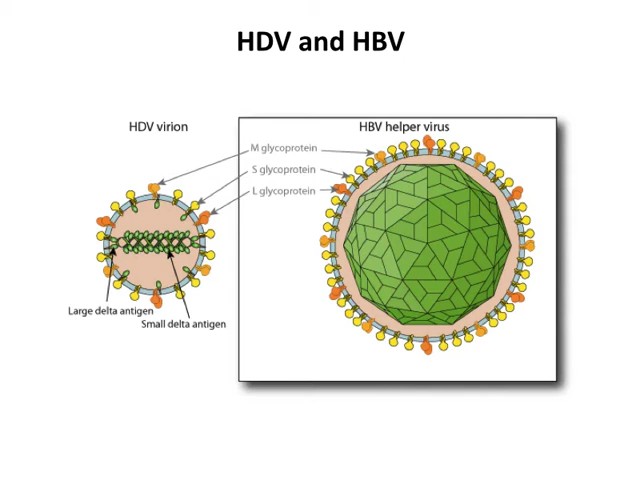 HDV and HBV
HDV virion
HBV helper virus
M glycoprotein
S glycoprotein
L glycoprotein
Large delta antigen
Small delta antigen